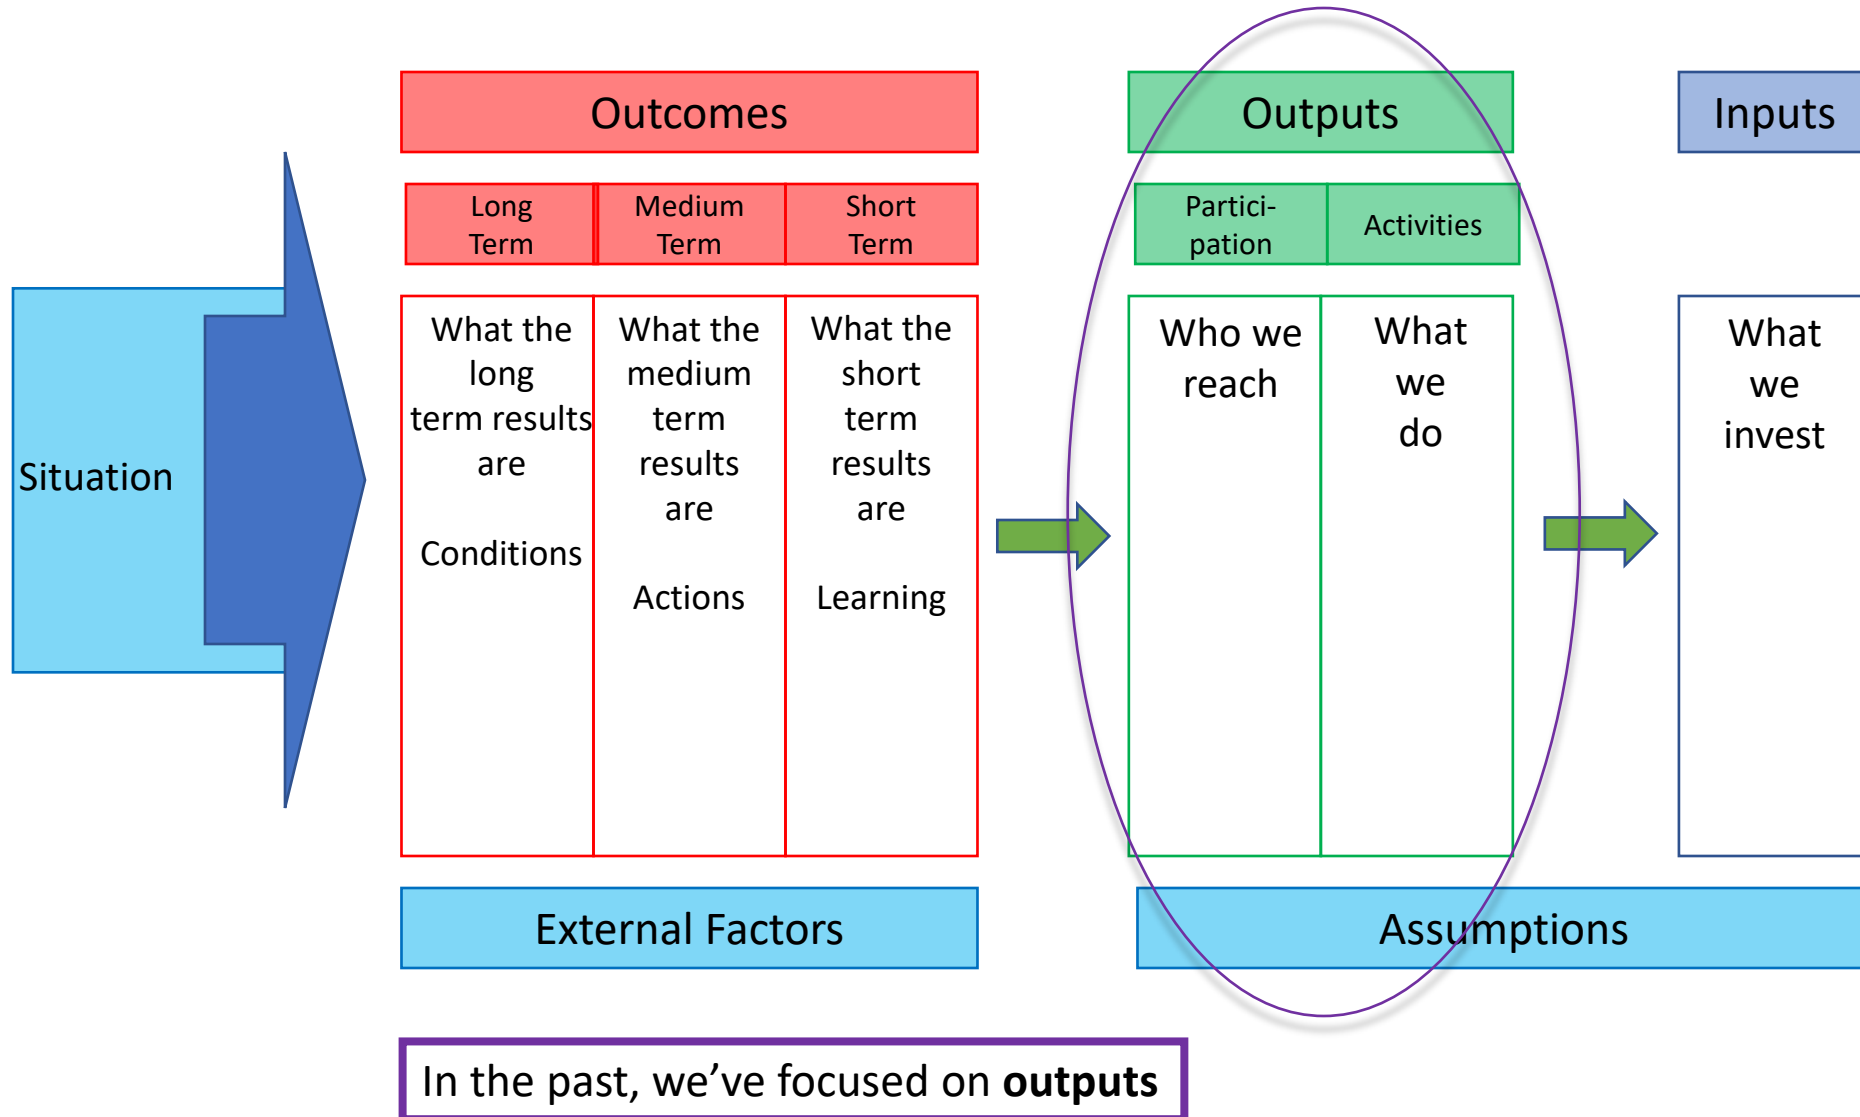 Outcomes
Outputs
Inputs
Long
Term
Medium
Term
Short
Term
Partici-
pation
Activities
Situation
What the
long
term results
are
Conditions
What the
medium
term
results
are
Actions
What the
short
term
results
are
Learning
Who we
reach
What
we
do
What
we
invest
External Factors
Assumptions
In the past, we’ve focused on outputs